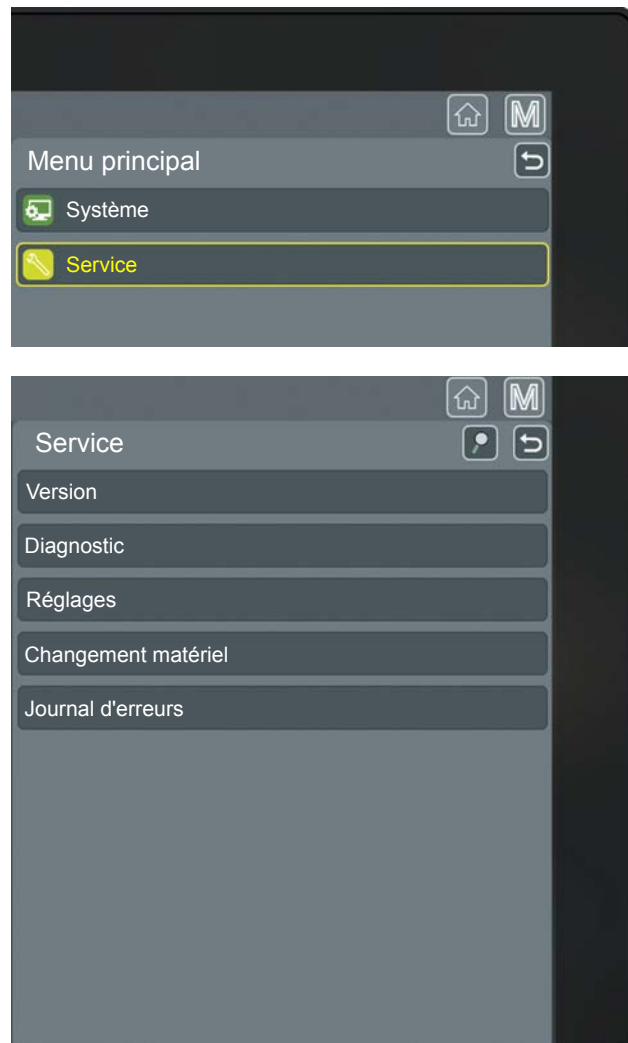 M
Menu principal
Système
Service
M
Service
Version
Diagnostic
Réglages
Changement matériel
Journal d'erreurs